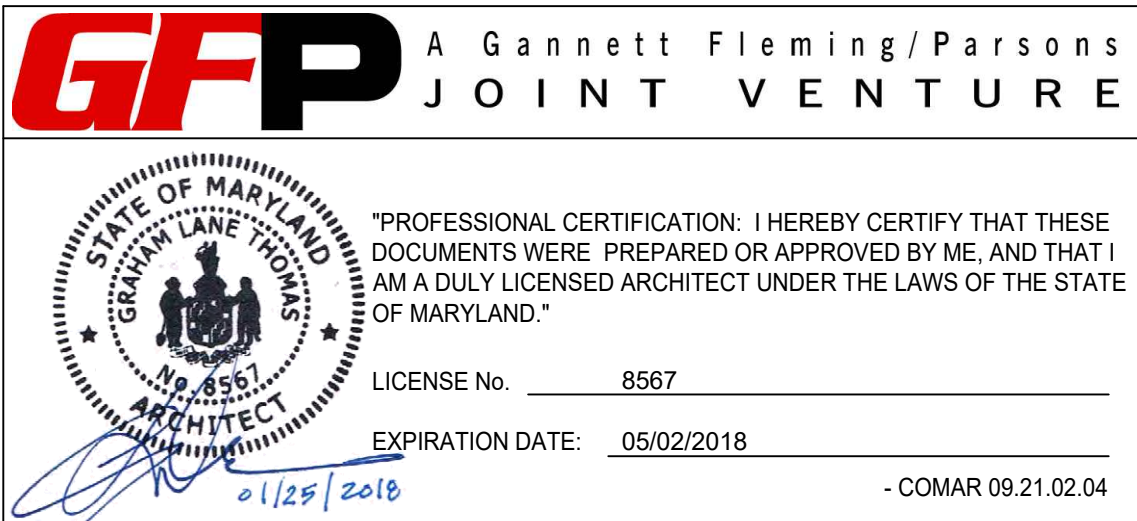 GFP
A Gannett Fleming/Parsons
JOINT VENTURE
STATE OF MARYLAND
GRAHAM LANE THOMAS
No. 8567
ARCHITECT
01/25/2018
"PROFESSIONAL CERTIFICATION: I HEREBY CERTIFY THAT THESE
DOCUMENTS WERE PREPARED OR APPROVED BY ME, AND THAT I
AM A DULY LICENSED ARCHITECT UNDER THE LAWS OF THE STATE
OF MARYLAND."
LICENSE No. 8567
EXPIRATION DATE: 05/02/2018
- COMAR 09.21.02.04